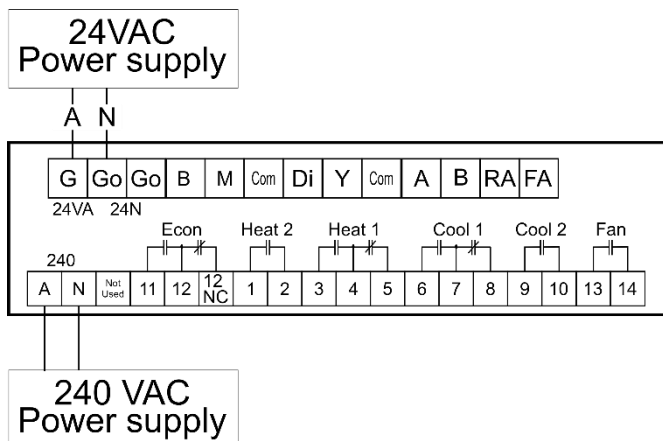 24VAC
Power supply
A N
G Go Go B M Com Di Y Com A B RA FA
24VA 24N
Econ Heat 2 Heat 1 Cool 1 Cool 2 Fan
240
A N Not Used 11 12 12 NC 1 2 3 4 5 6 7 8 9 10 13 14
240 VAC
Power supply